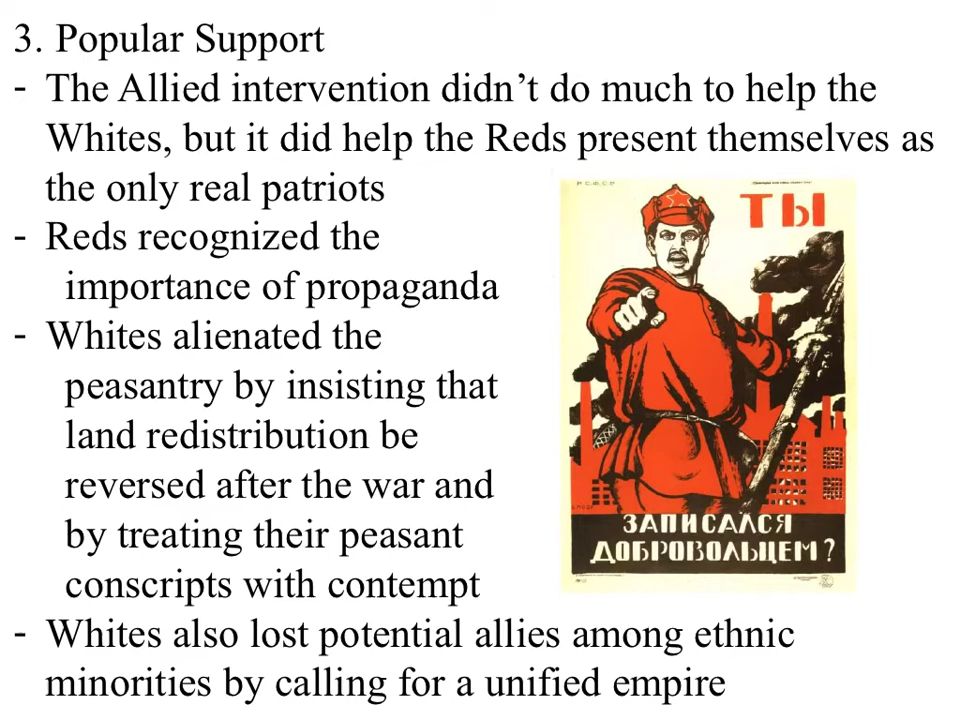 3. Popular Support
- The Allied intervention didn’t do much to help the
Whites, but it did help the Reds present themselves as
the only real patriots
- Reds recognized the
importance of propaganda
- Whites alienated the
peasantry by insisting that
land redistribution be
reversed after the war and
by treating their peasant
conscripts with contempt
- Whites also lost potential allies among ethnic
minorities by calling for a unified empire
Р.С.Ф.С.Р
ТЫ
ЗАПИСАЛСЯ
ДОБРОВОЛЬЦЕМ?